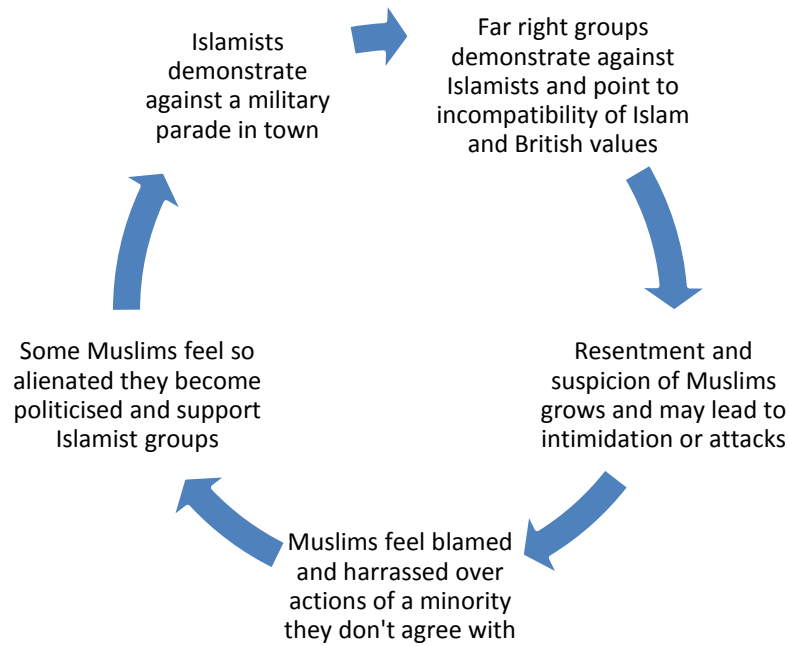 Islamists
demonstrate
against a military
parade in town
Far right groups
demonstrate against
Islamists and point to
incompatibility of Islam
and British values
Resentment and
suspicion of Muslims
grows and may lead to
intimidation or attacks
Muslims feel blamed
and harrassed over
actions of a minority
they don't agree with
Some Muslims feel so
alienated they become
politicised and support
Islamist groups